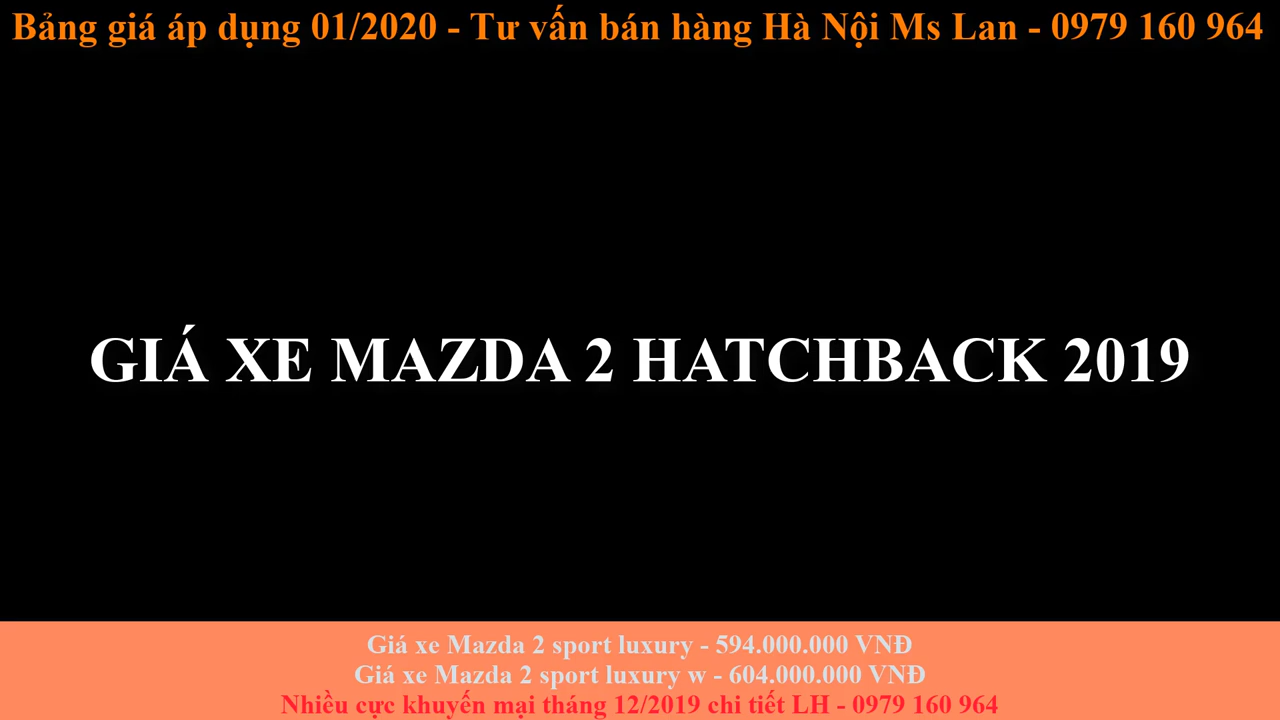 Bảng giá áp dụng 01/2020 - Tư vấn bán hàng Hà Nội Ms Lan - 0979 160 964
GIÁ XE MAZDA 2 HATCHBACK 2019
Giá xe Mazda 2 sport luxury - 594.000.000 VNĐ
Giá xe Mazda 2 sport luxury w - 604.000.000 VNĐ
Nhiều cực khuyến mại tháng 12/2019 chi tiết LH - 0979 160 964